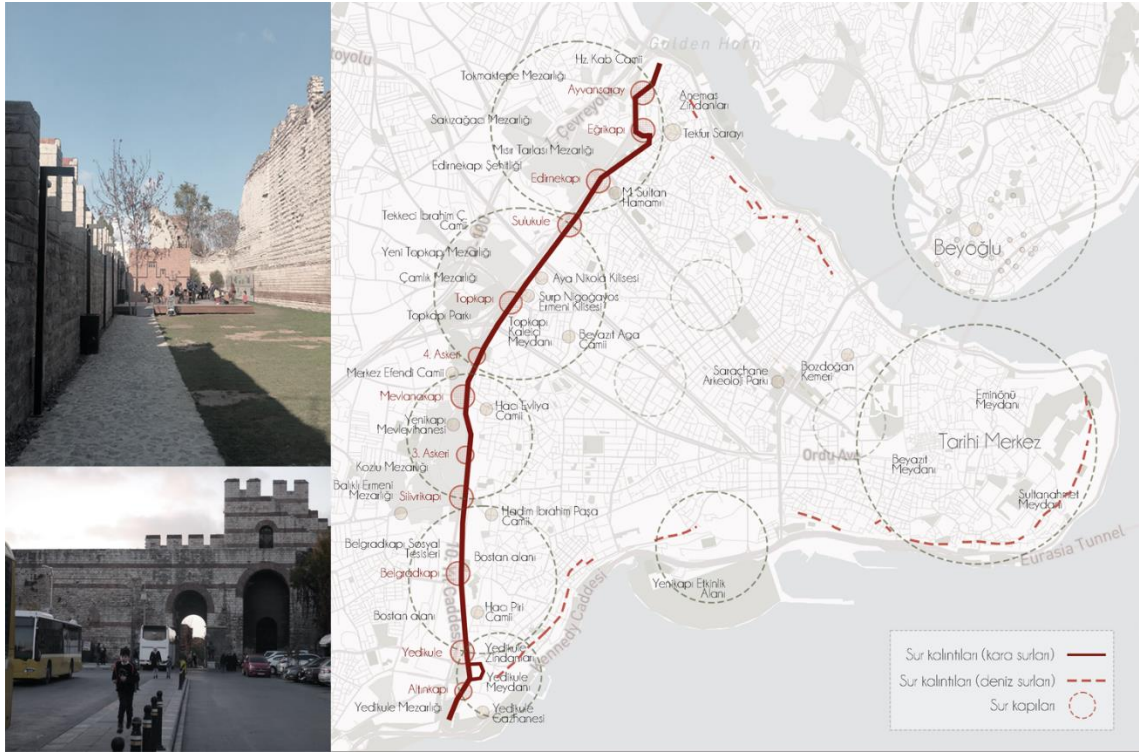 Golden Horn
Hz. Kab Camii
Tokmaktepe Mezarlığı
Ayvansaray
Anemas
Zindanları
Çevreyolu
Sakızağacı Mezarlığı
Eğrikapı
Tekfur Sarayı
Mısır Tarlası Mezarlığı
Edirnekapı Şehitliği
Edirnekapı
M. Sultan
Hamamı
Beyoğlu
Tekkeci İbrahim Ç.
Camii
Sulukule
Yeni Topkapı Mezarlığı
Çamlık Mezarlığı
Aya Nikola Kilisesi
Topkapı
Surp Nigoğayos
Ermeni Kilisesi
Topkapı Parkı
Topkapı
Kaleiçi
Meydanı
Beyazıt Aga
Camii
4. Askeri
Merkez Efendi Camii
Saraçhane
Arkeoloji Parkı
Bozdoğan
Kemeri
Mevlanakapı
Hacı Evliya
Camii
Eminönü
Meydanı
Yenikapı
Mevlevihanesi
Tarihi Merkez
3. Askeri
Ordu Ave
Beyazıt
Meydanı
Kozlu Mezarlığı
Balıklı Ermeni
Mezarlığı
Silivrikapı
Sultanahmet
Meydanı
Hadım İbrahim Paşa
Camii
Belgradkapı Sosyal
Tesisleri
Bostan alanı
Eurasia Tunnel
Belgradkapı
10. Caddesi
Yenikapı Etkinlik
Alanı
Bostan alanı
Hacı Piri
Camii
Kennedy Caddesi
Yedikule
Yedikule
Zindanları
Yedikule
Meydanı
Altınkapı
Yedikule Mezarlığı
Yedikule
Gazhanesi
Sur kalıntıları (kara surları)
Sur kalıntıları (deniz surları)
Sur kapıları